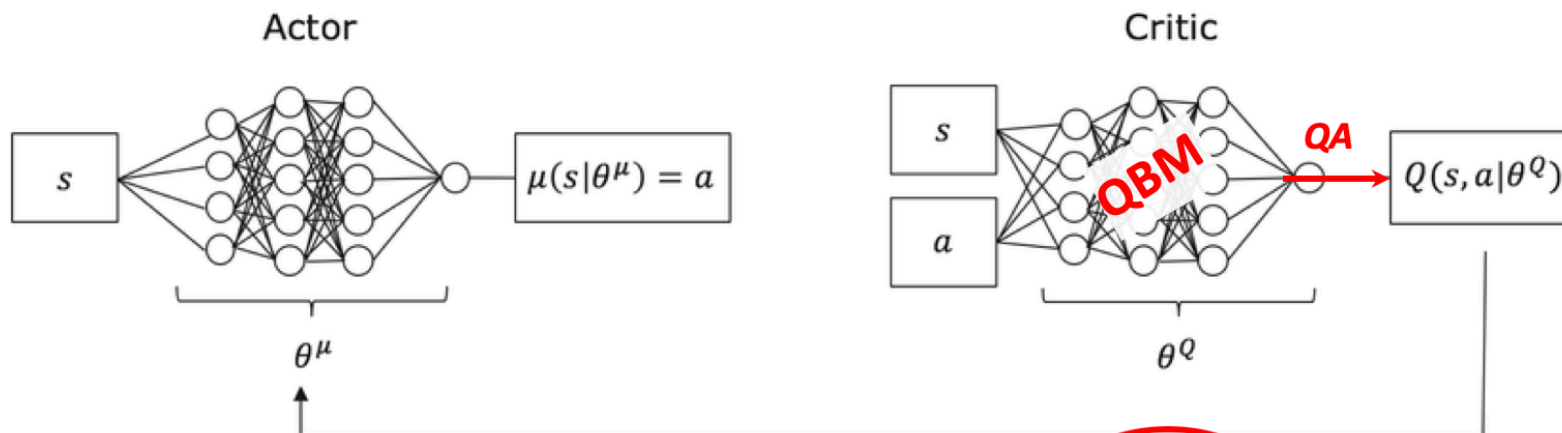 Actor
s
μ(s|θ^μ) = a
θ^μ
Critic
s
a
QBM
QA
Q(s, a|θ^Q)
θ^Q